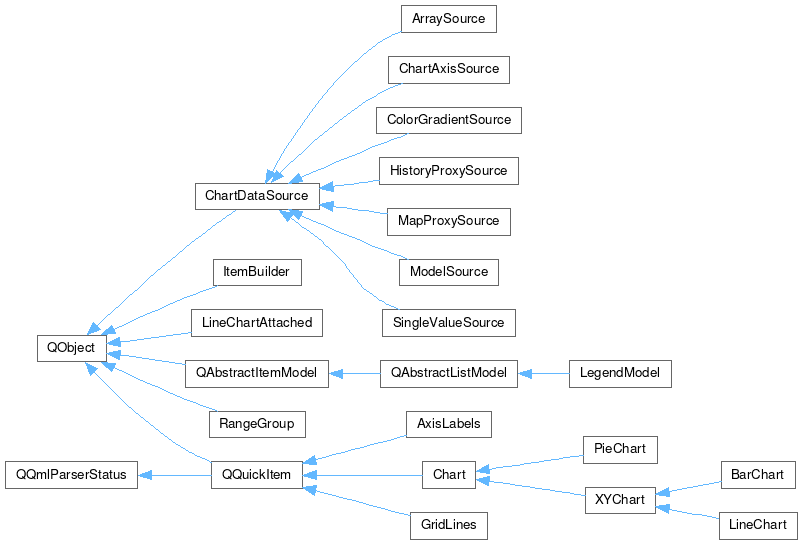 ArraySource
ChartAxisSource
ColorGradientSource
HistoryProxySource
ChartDataSource
MapProxySource
ModelSource
ItemBuilder
SingleValueSource
LineChartAttached
QObject
QAbstractItemModel
QAbstractListModel
LegendModel
RangeGroup
AxisLabels
PieChart
QQmlParserStatus
QQuickItem
Chart
BarChart
XYChart
GridLines
LineChart